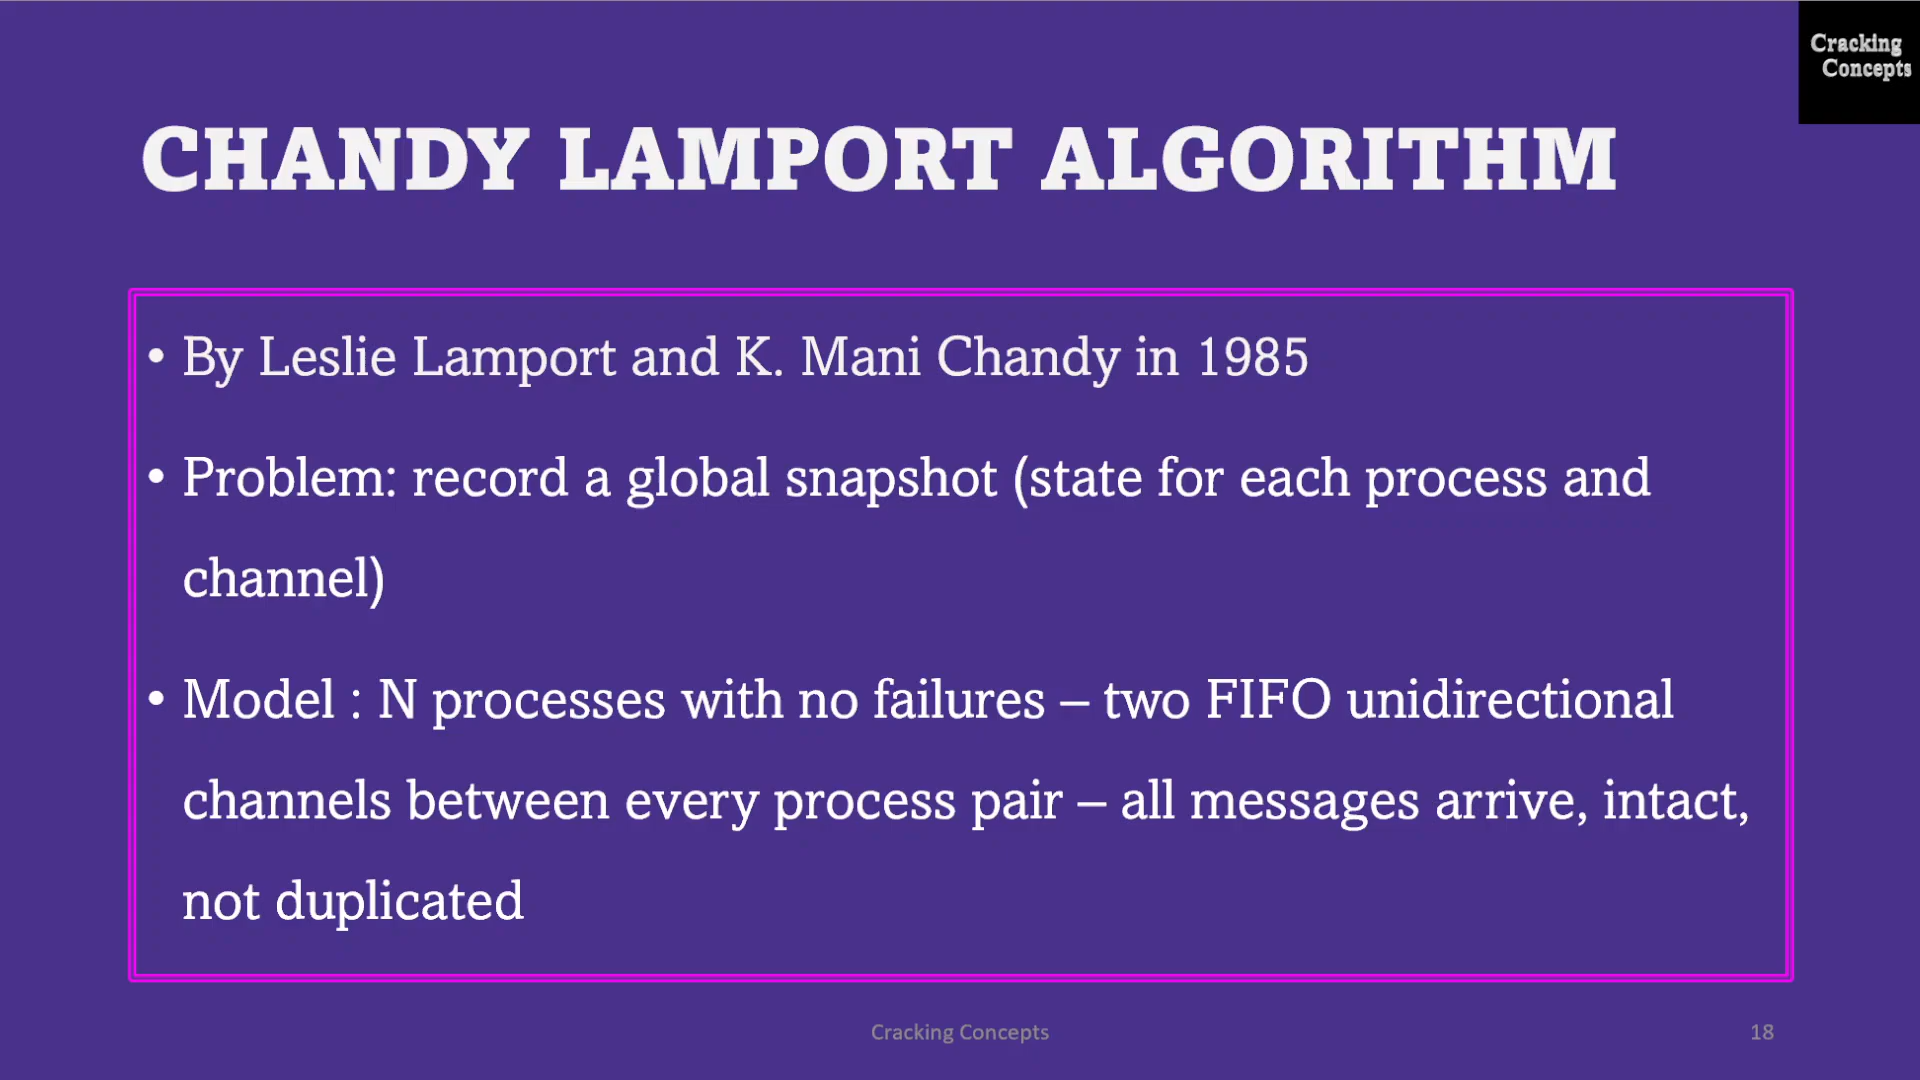 Cracking
Concepts
CHANDY LAMPORT ALGORITHM
• By Leslie Lamport and K. Mani Chandy in 1985
• Problem: record a global snapshot (state for each process and
channel)
• Model : N processes with no failures – two FIFO unidirectional
channels between every process pair – all messages arrive, intact,
not duplicated
Cracking Concepts
18